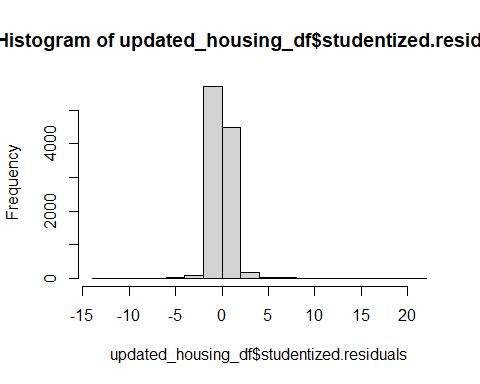 Histogram of updated_housing_df$studentized.resid
Frequency
0
2000
4000
-15 -10 -5 0 5 10 15 20
updated_housing_df$studentized.residuals